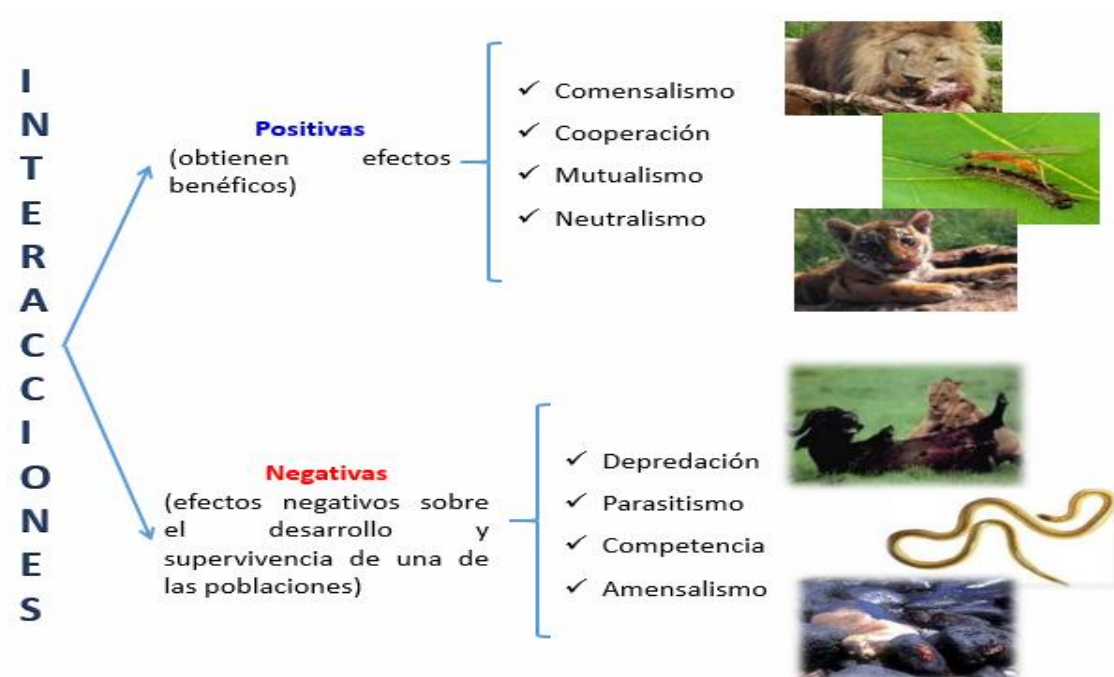 INTERACCIONES
Positivas
(obtienen efectos
benéficos)
✓ Comensalismo
✓ Cooperación
✓ Mutualismo
✓ Neutralismo
Negativas
(efectos negativos sobre
el desarrollo y
supervivencia de una de
las poblaciones)
✓ Depredación
✓ Parasitismo
✓ Competencia
✓ Amensalismo